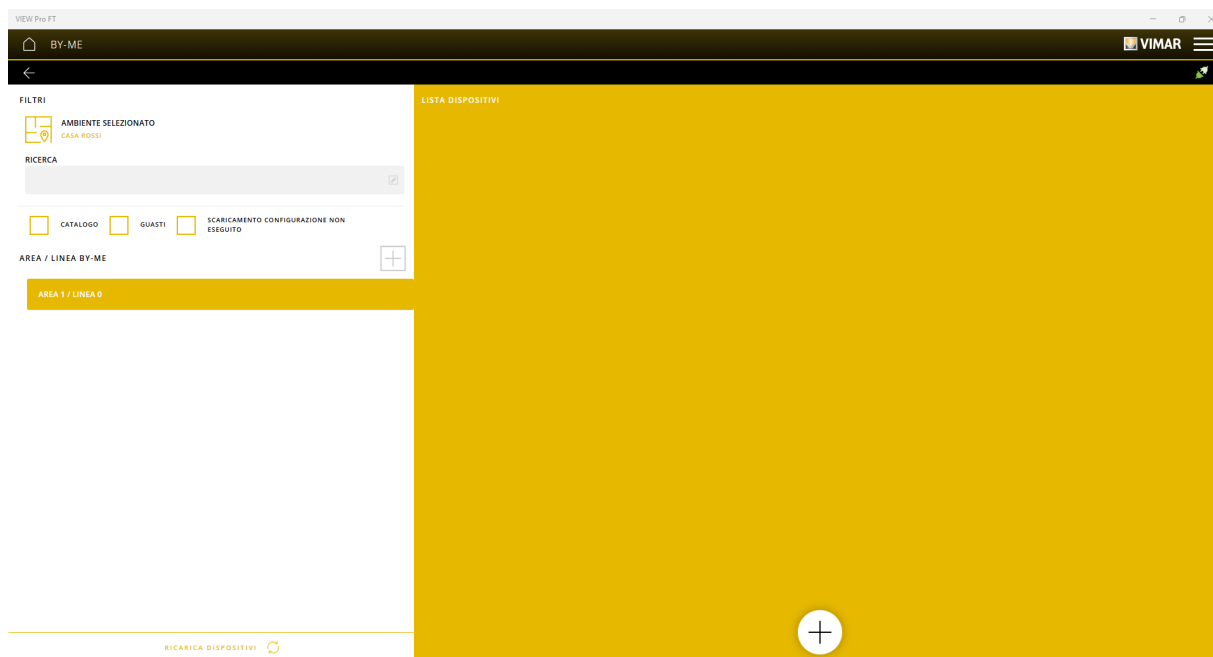 VIEW Pro FT
BY-ME
VIMAR
FILTRI
AMBIENTE SELEZIONATO
CASA ROSSI
RICERCA
CATALOGO
GUASTI
SCARICAMENTO CONFIGURAZIONE NON
ESEGUITO
AREA / LINEA BY-ME
AREA 1 / LINEA 0
RICARICA DISPOSITIVI
LISTA DISPOSITIVI